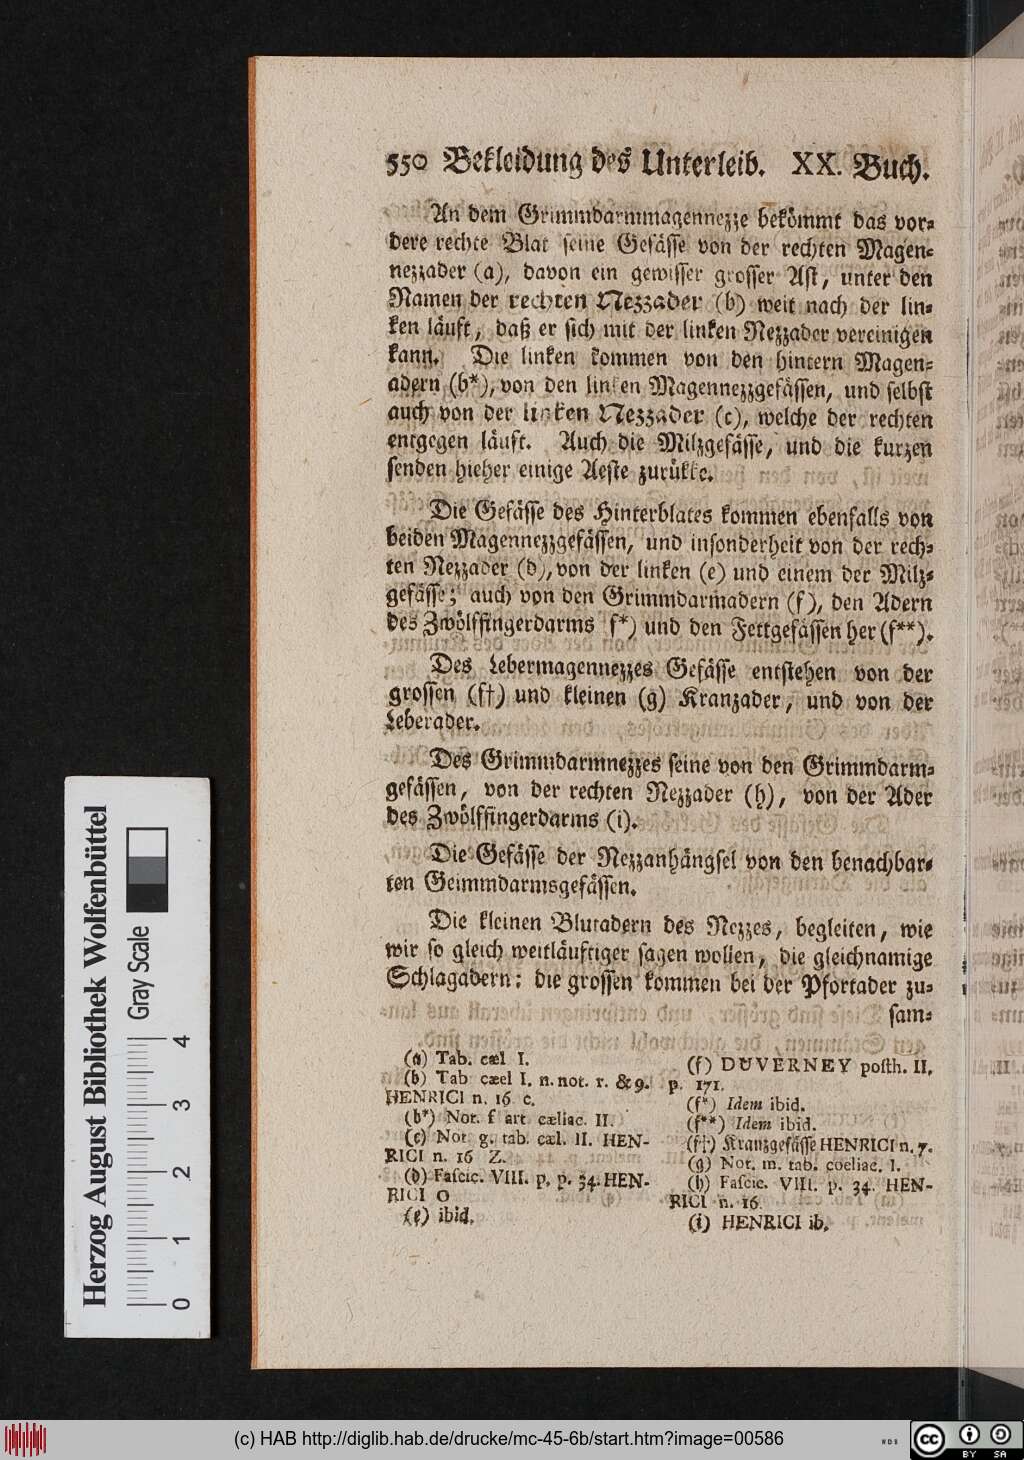 550 Bekleidung des Unterleib. XX. Buch.
An dem Grimmdarmmagennezze bekömmt das vor-
dere rechte Blat seine Gefässe von der rechten Magen-
nezzader (a), davon ein gewisser grosser Ast, unter den
Namen der rechten Nezzader (b) weit nach der lin-
ken läuft, daß er sich mit der linken Nezzader vereinigen
kann. Die linken kommen von den hintern Magen-
adern (b*), von den linken Magennezzgefässen, und selbst
auch von der linken Nezzader (c), welche der rechten
entgegen läuft. Auch die Milzgefässe, und die kurzen
senden hieher einige Aeste zurükke.
Die Gefässe des Hinterblates kommen ebenfalls von
beiden Magennezzgefässen, und insonderheit von der rech-
ten Nezzader (d), von der linken (e) und einem der Milz-
gefässe; auch von den Grimmdarmadern (f), den Adern
des Zwölffingerdarms f*) und den Fettgefässen her (f**).
Des Lebermagennezzes Gefässe entstehen von der
grossen (f†) und kleinen (g) Kranzader, und von der
Leberader.
Des Grimmdarmnezzes seine von den Grimmdarm-
gefässen, von der rechten Nezzader (h), von der Ader
des Zwölffingerdarms (i).
Die Gefässe der Nezzanhängsel von den benachbar-
ten Geimmdarmsgefässen.
Die kleinen Blutadern des Nezzes, begleiten, wie
wir so gleich weitläuftiger sagen wollen, die gleichnamige
Schlagadern: die grossen kommen bei der Pfortader zu-
sam-
(a) Tab. cæl I.
(b) Tab cæel I. n. not. r. & 9.
HENRICI n. 16 c.
(b*) Not. f art cæliac. II.
(c) Not g. tab. cæl. II. HEN-
RICI n. 16 Z.
(d) Fascic. VIII. p. p. 34. HEN-
RICI O
(e) ibid.
(f) DUVERNEY posth. II.
p. 171.
(f*) Idem ibid.
(f**) Idem ibid.
(f†) Kranzgefässe HENRICI n. 7.
(g) Not. m. tab. coeliac. I.
(h) Fascic. VIII. p. 34. HEN-
RICI n. 16.
(i) HENRICI ib.
Herzog August Bibliothek Wolfenbüttel
Gray Scale
0 1 2 3 4
(c) HAB http://diglib.hab.de/drucke/mc-45-6b/start.htm?image=00586
cc BY SA